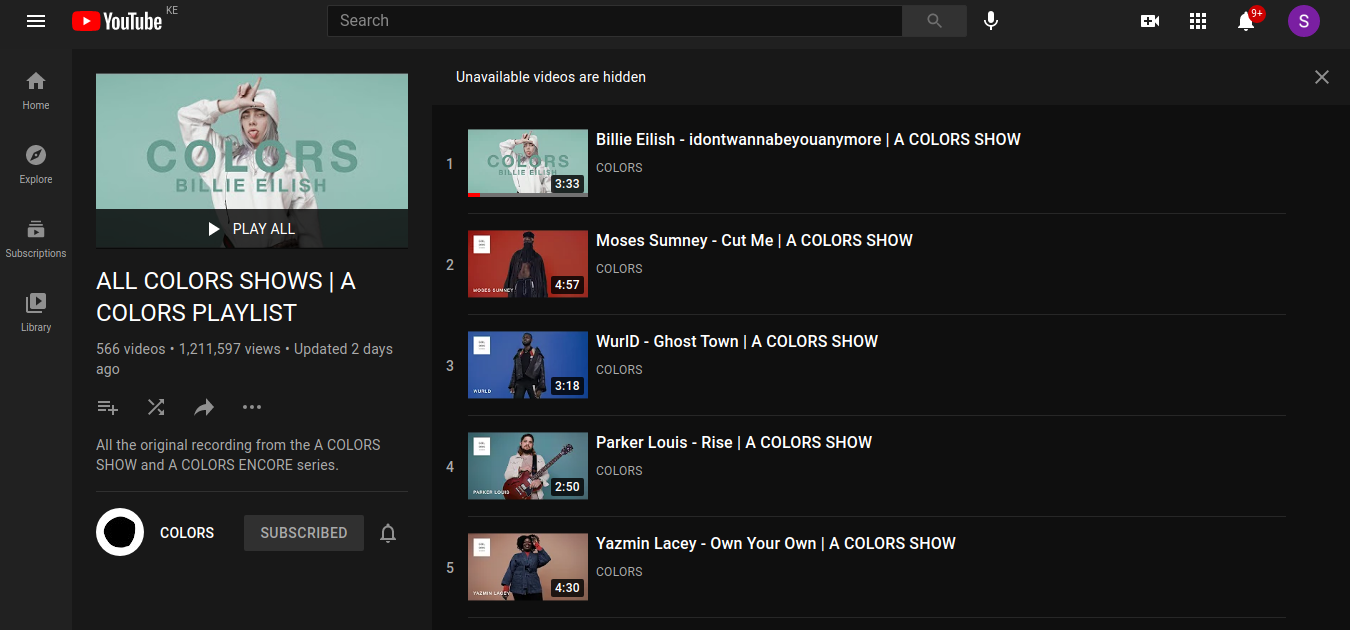 YouTube KE
Search
9+
S
Home
Explore
Subscriptions
Library
COLORS
BILLIE EILISH
PLAY ALL
ALL COLORS SHOWS | A
COLORS PLAYLIST
566 videos • 1,211,597 views • Updated 2 days
ago
All the original recording from the A COLORS
SHOW and A COLORS ENCORE series.
COLORS
SUBSCRIBED
Unavailable videos are hidden
1
COLORS
BILLIE EILISH
3:33
Billie Eilish - idontwannabeyouanymore | A COLORS SHOW
COLORS
2
MOSES SUMNEY
4:57
Moses Sumney - Cut Me | A COLORS SHOW
COLORS
3
WURLD
3:18
WurlD - Ghost Town | A COLORS SHOW
COLORS
4
PARKER LOUIS
2:50
Parker Louis - Rise | A COLORS SHOW
COLORS
5
YAZMIN LACEY
4:30
Yazmin Lacey - Own Your Own | A COLORS SHOW
COLORS